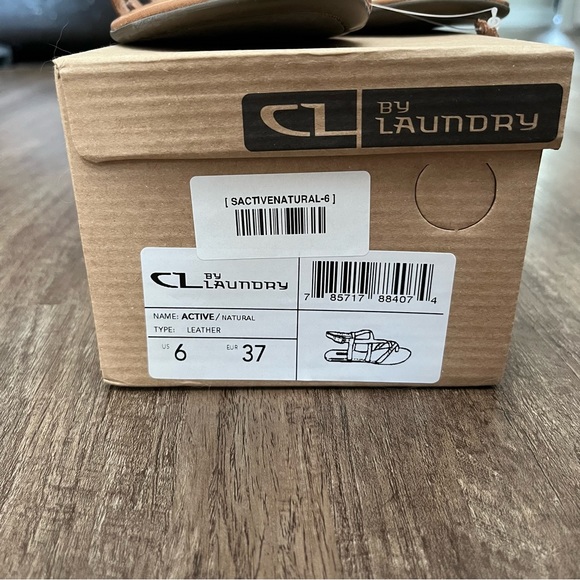 CL BY
LAUNDRY
[ SACTIVENATURAL-6 ]
CL BY
LAUNDRY
NAME: ACTIVE/ NATURAL
TYPE: LEATHER
US 6 EUR 37
7 85717 88407 4